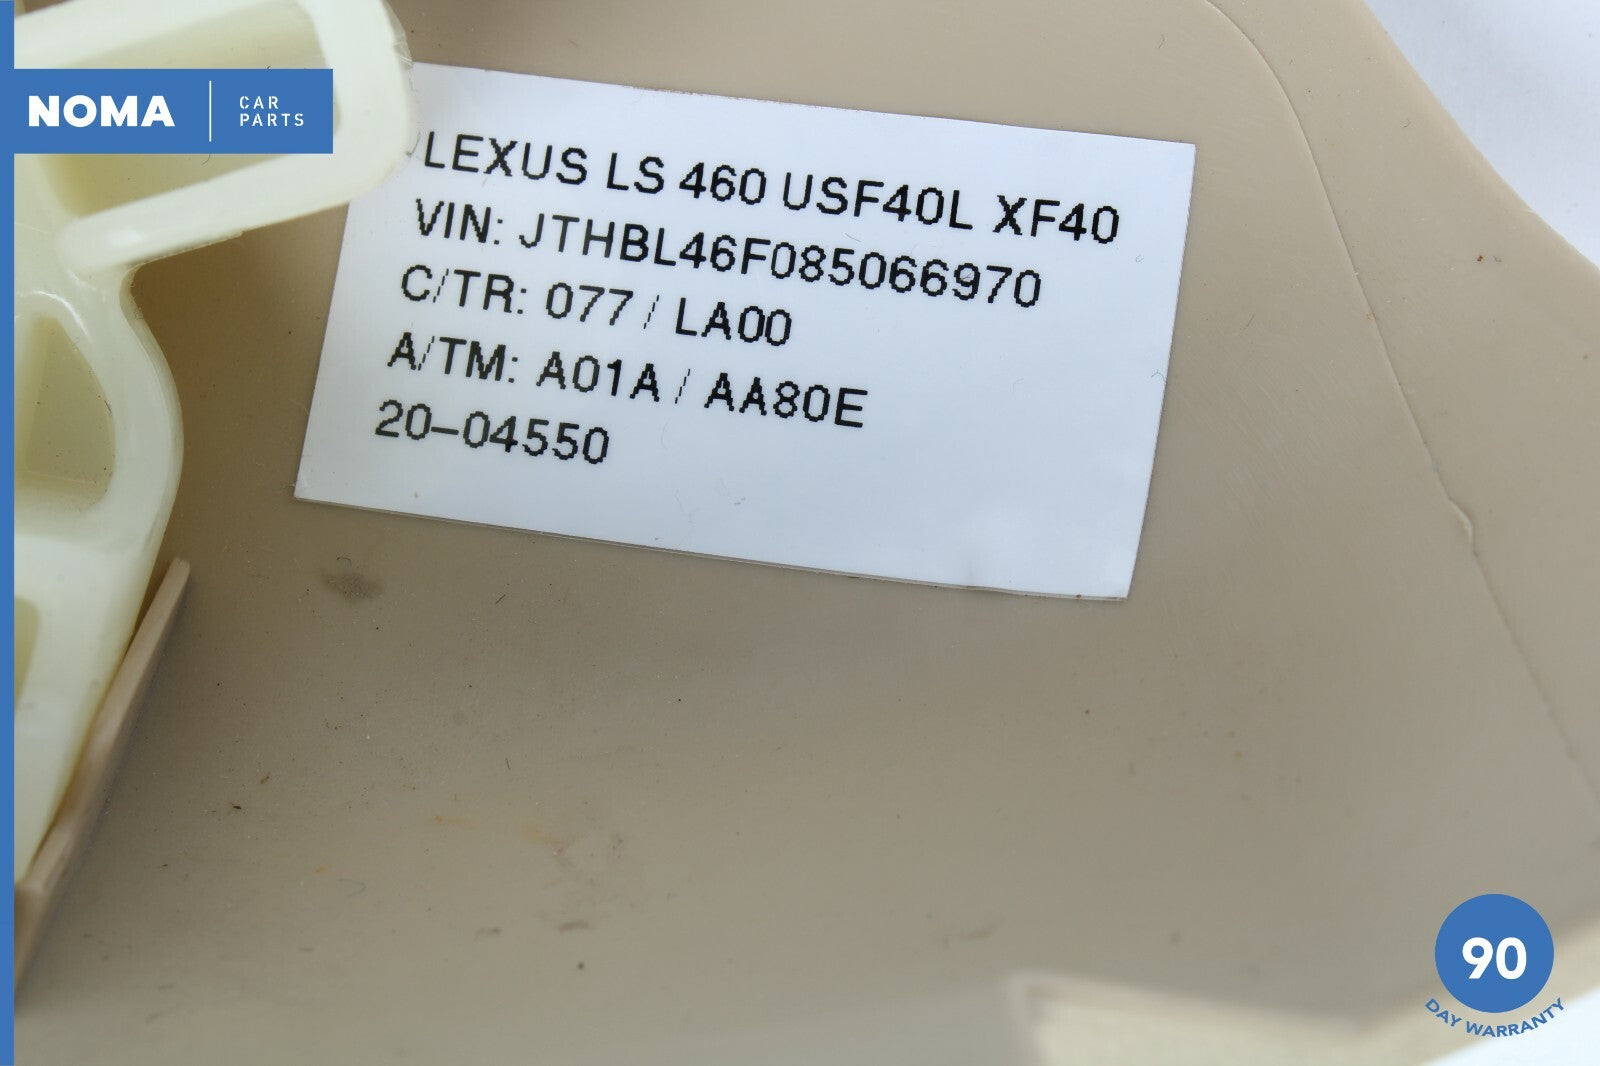 NOMA
CAR
PARTS
LEXUS LS 460 USF40L XF40
VIN: JTHBL46F085066970
C/TR: 077 / LA00
A/TM: A01A / AA80E
20-04550
90
DAY WARRANTY